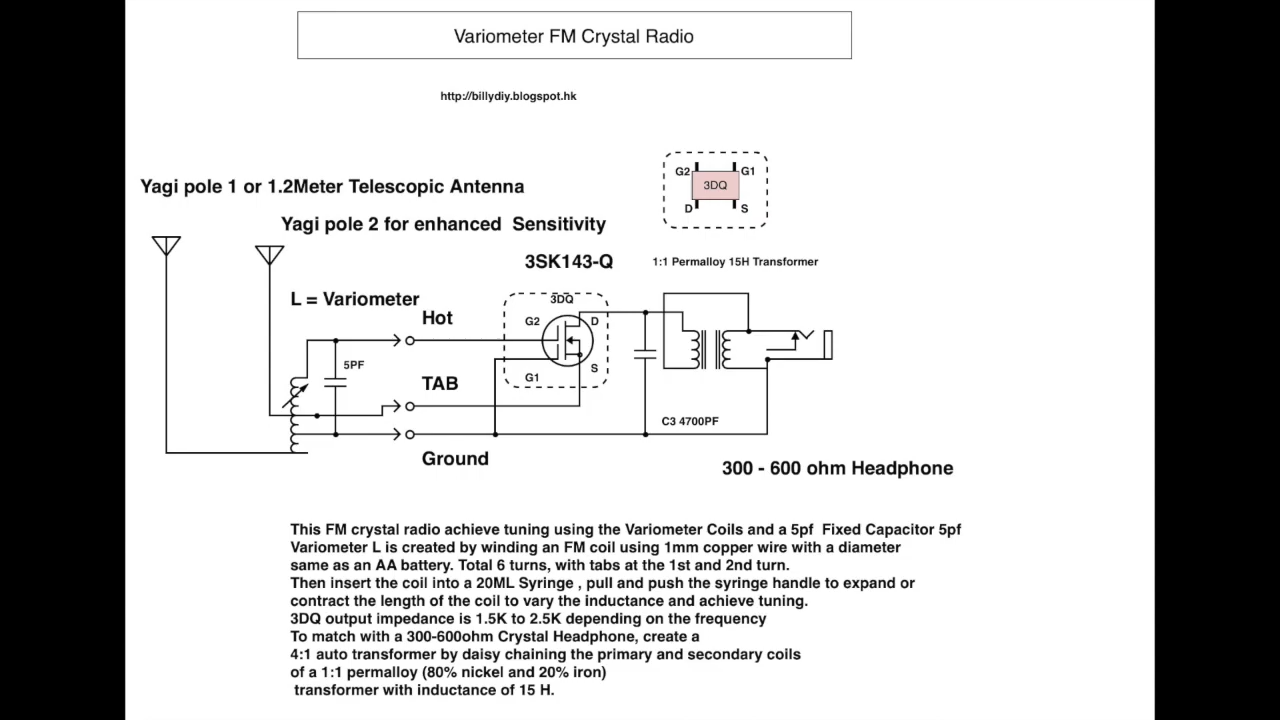 Variometer FM Crystal Radio
http://billydiy.blogspot.hk
G2
G1
3DQ
D
S
Yagi pole 1 or 1.2Meter Telescopic Antenna
Yagi pole 2 for enhanced  Sensitivity
3SK143-Q
1:1 Permalloy 15H Transformer
L = Variometer
3DQ
Hot
G2
D
5PF
S
G1
TAB
C3 4700PF
Ground
300 - 600 ohm Headphone
This FM crystal radio achieve tuning using the Variometer Coils and a 5pf  Fixed Capacitor 5pf
Variometer L is created by winding an FM coil using 1mm copper wire with a diameter
same as an AA battery. Total 6 turns, with tabs at the 1st and 2nd turn.
Then insert the coil into a 20ML Syringe , pull and push the syringe handle to expand or
contract the length of the coil to vary the inductance and achieve tuning.
3DQ output impedance is 1.5K to 2.5K depending on the frequency
To match with a 300-600ohm Crystal Headphone, create a
4:1 auto transformer by daisy chaining the primary and secondary coils
of a 1:1 permalloy (80% nickel and 20% iron)
transformer with inductance of 15 H.